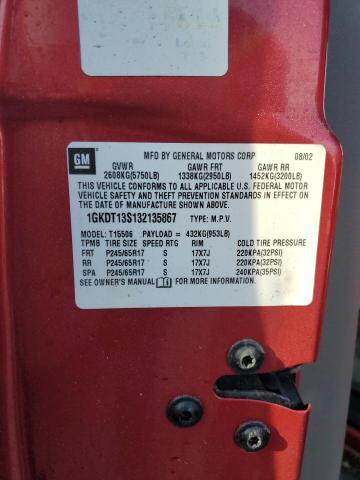 GM
MFD BY GENERAL MOTORS CORP 08/02
GVWR GAWR FRT GAWR RR
2608KG(5750LB) 1338KG(2950LB) 1452KG(3200LB)
THIS VEHICLE CONFORMS TO ALL APPLICABLE U.S. FEDERAL MOTOR
VEHICLE SAFETY AND THEFT PREVENTION STANDARDS IN EFFECT ON
THE DATE OF MANUFACTURE SHOWN ABOVE.
1GKDT13S132135867 TYPE: M.P.V.
MODEL: T15506 PAYLOAD = 432KG(953LB)
TPMB TIRE SIZE SPEED RTG RIM COLD TIRE PRESSURE
FRT P245/65R17 S 17X7J 220KPA(32PSI)
RR P245/65R17 S 17X7J 220KPA(32PSI)
SPA P245/65R17 S 17X7J 240KPA(35PSI)
SEE OWNER'S MANUAL FOR MORE INFORMATION